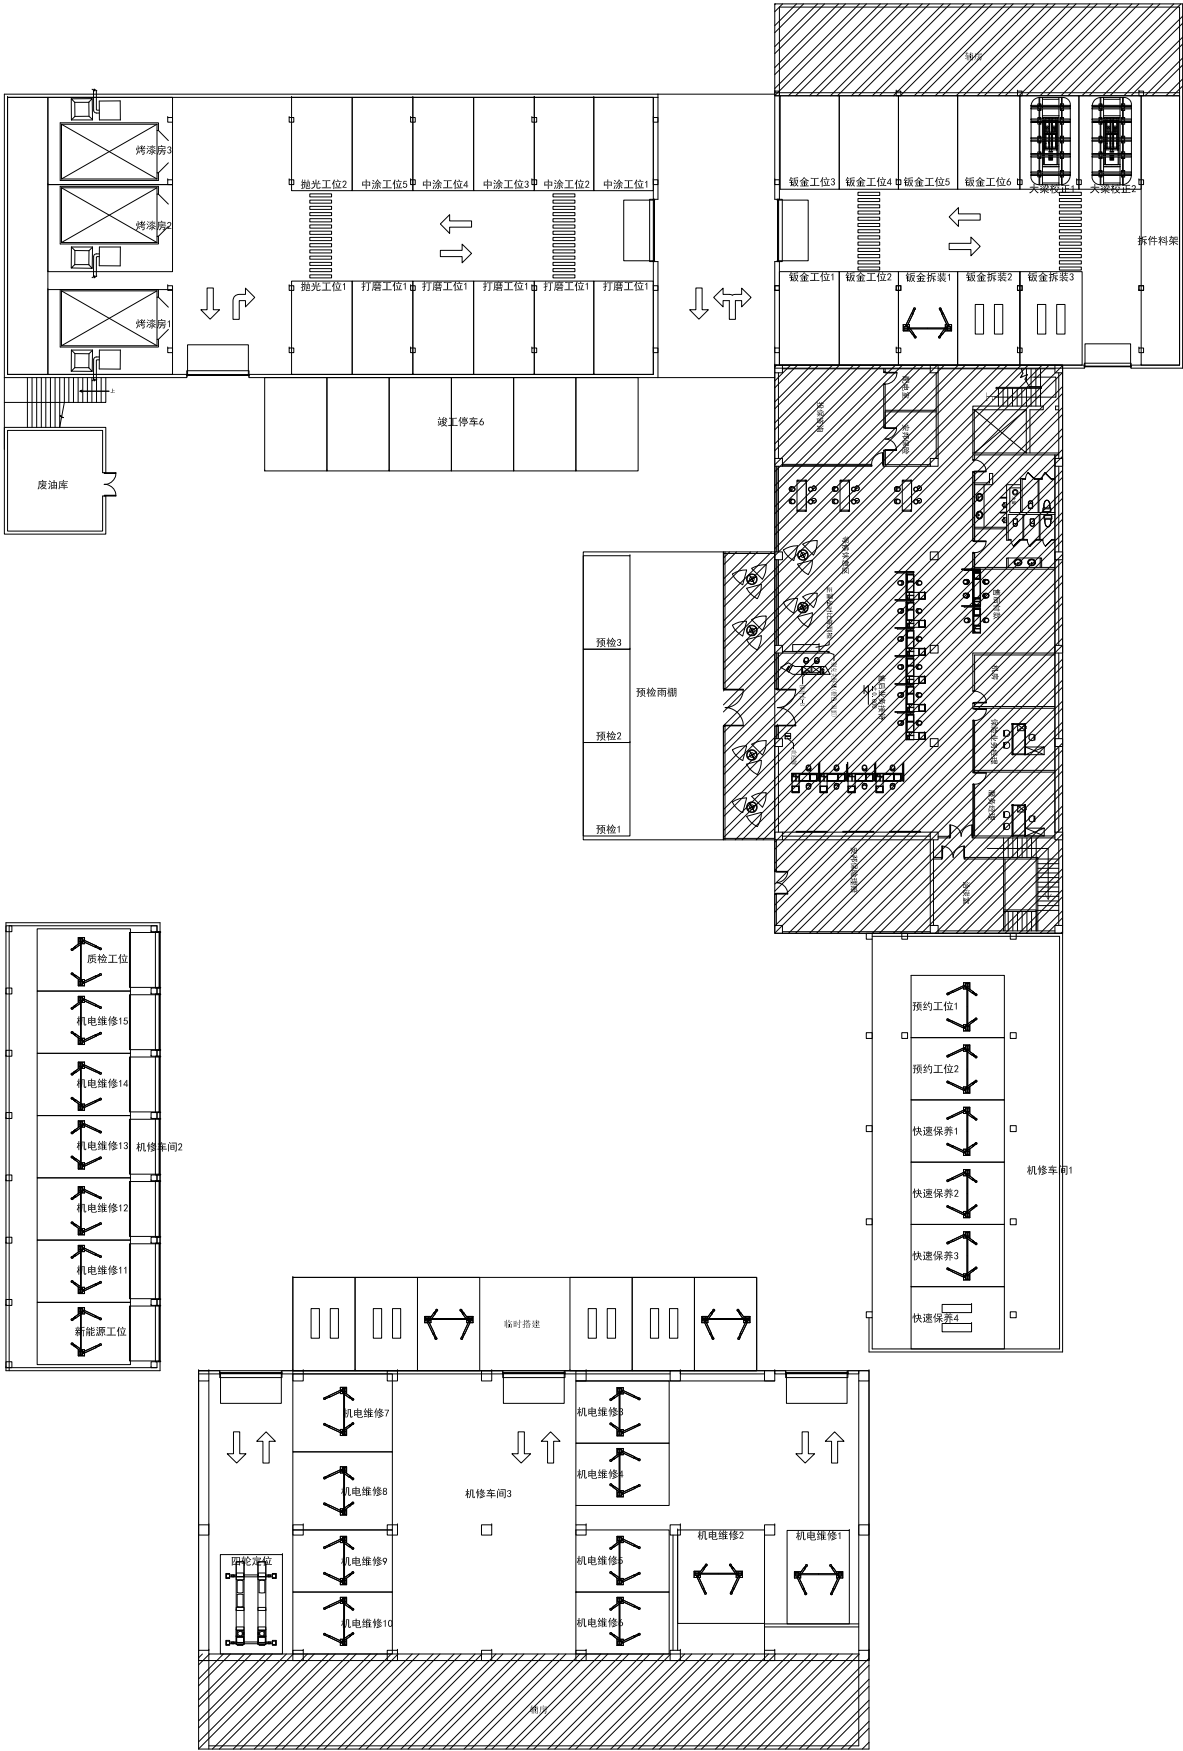 辅房
烤漆房3
抛光工位2
中涂工位5
中涂工位4
中涂工位3
中涂工位2
中涂工位1
钣金工位3
钣金工位4
钣金工位5
钣金工位6
大梁校正1
大梁校正2
烤漆房2
拆件料架
烤漆房1
抛光工位1
打磨工位1
打磨工位1
打磨工位1
打磨工位1
打磨工位1
钣金工位1
钣金工位2
钣金拆装1
钣金拆装2
钣金拆装3
上
竣工停车6
废油库
预检3
预检雨棚
预检2
预检1
质检工位
机电维修15
机电维修14
机电维修13
机修车间2
机电维修12
机电维修11
新能源工位
预约工位1
预约工位2
快速保养1
机修车间1
快速保养2
快速保养3
快速保养4
临时搭建
机电维修7
机电维修3
机电维修4
机电维修8
机修车间3
机电维修2
机电维修1
四轮定位
机电维修9
机电维修5
机电维修10
机电维修6
辅房